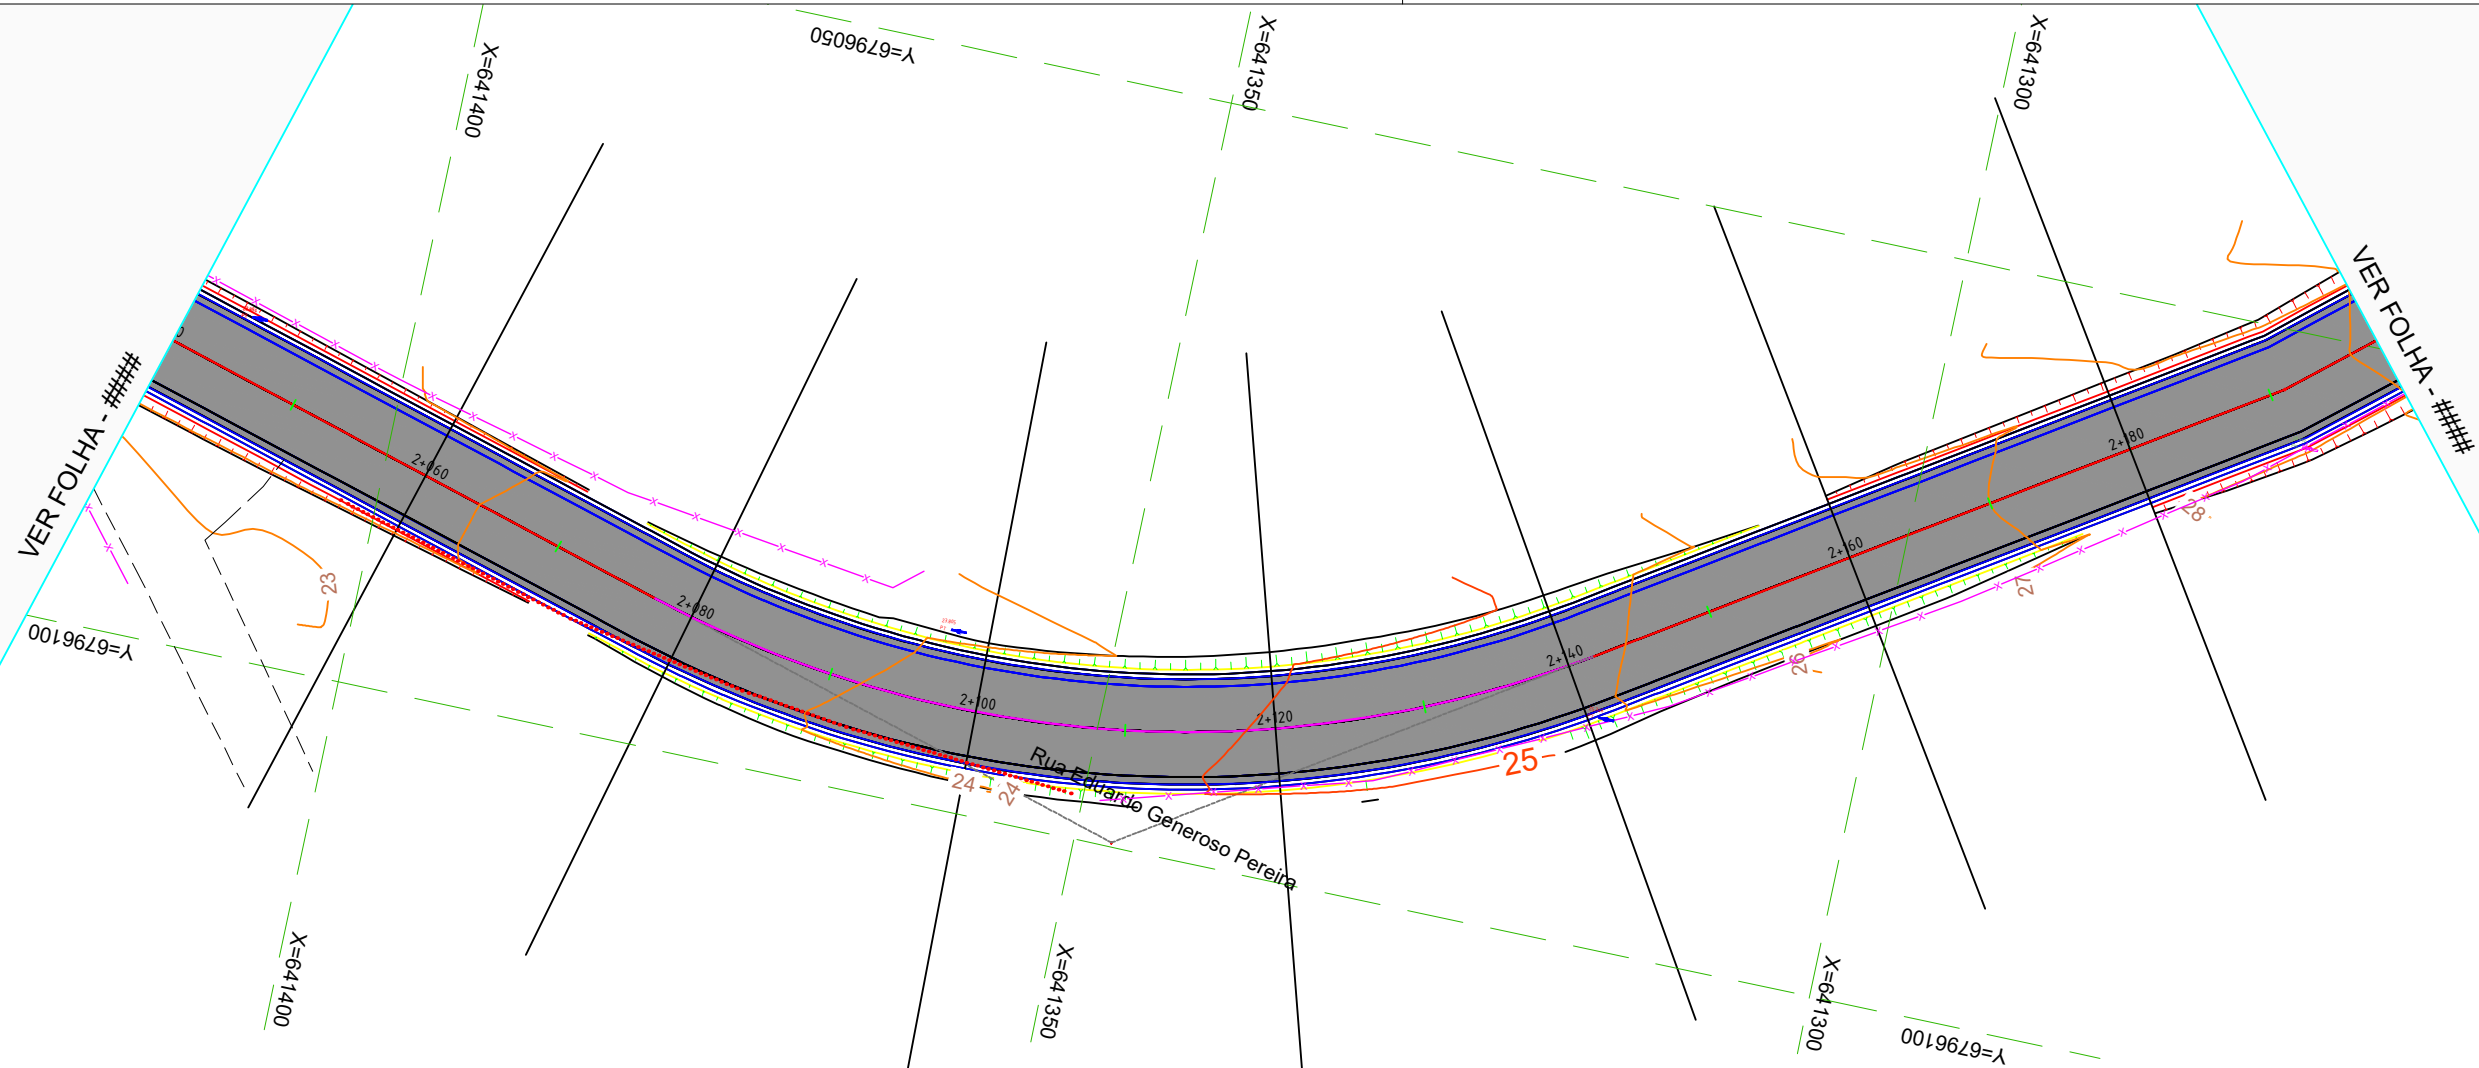 Y=6796050
X=641400
X=641350
X=641300
VER FOLHA - ####
VER FOLHA - ####
2+060
2+080
2+100
2+120
2+140
2+160
2+180
23
24
24
25
26
27
28
Rua Eduardo Generoso Pereira
Y=6796100
X=641400
X=641350
X=641300
Y=6796100